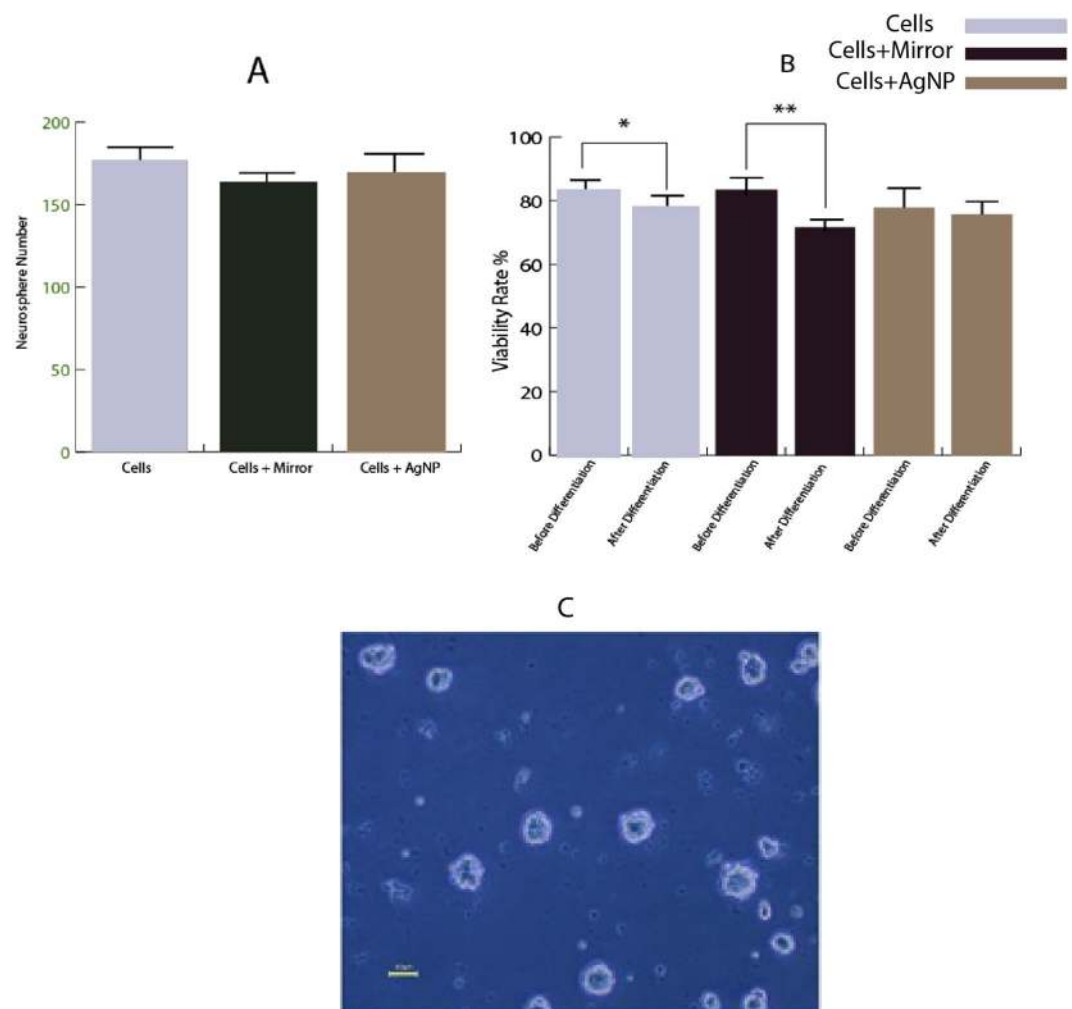 A
Neurosphere Number
200
150
100
50
0
Cells
Cells + Mirror
Cells + AgNP
B
Cells
Cells+Mirror
Cells+AgNP
Viability Rate %
100
80
60
40
20
0
*
**
Before Differentiation
After Differentiation
Before Differentiation
After Differentiation
Before Differentiation
After Differentiation
C